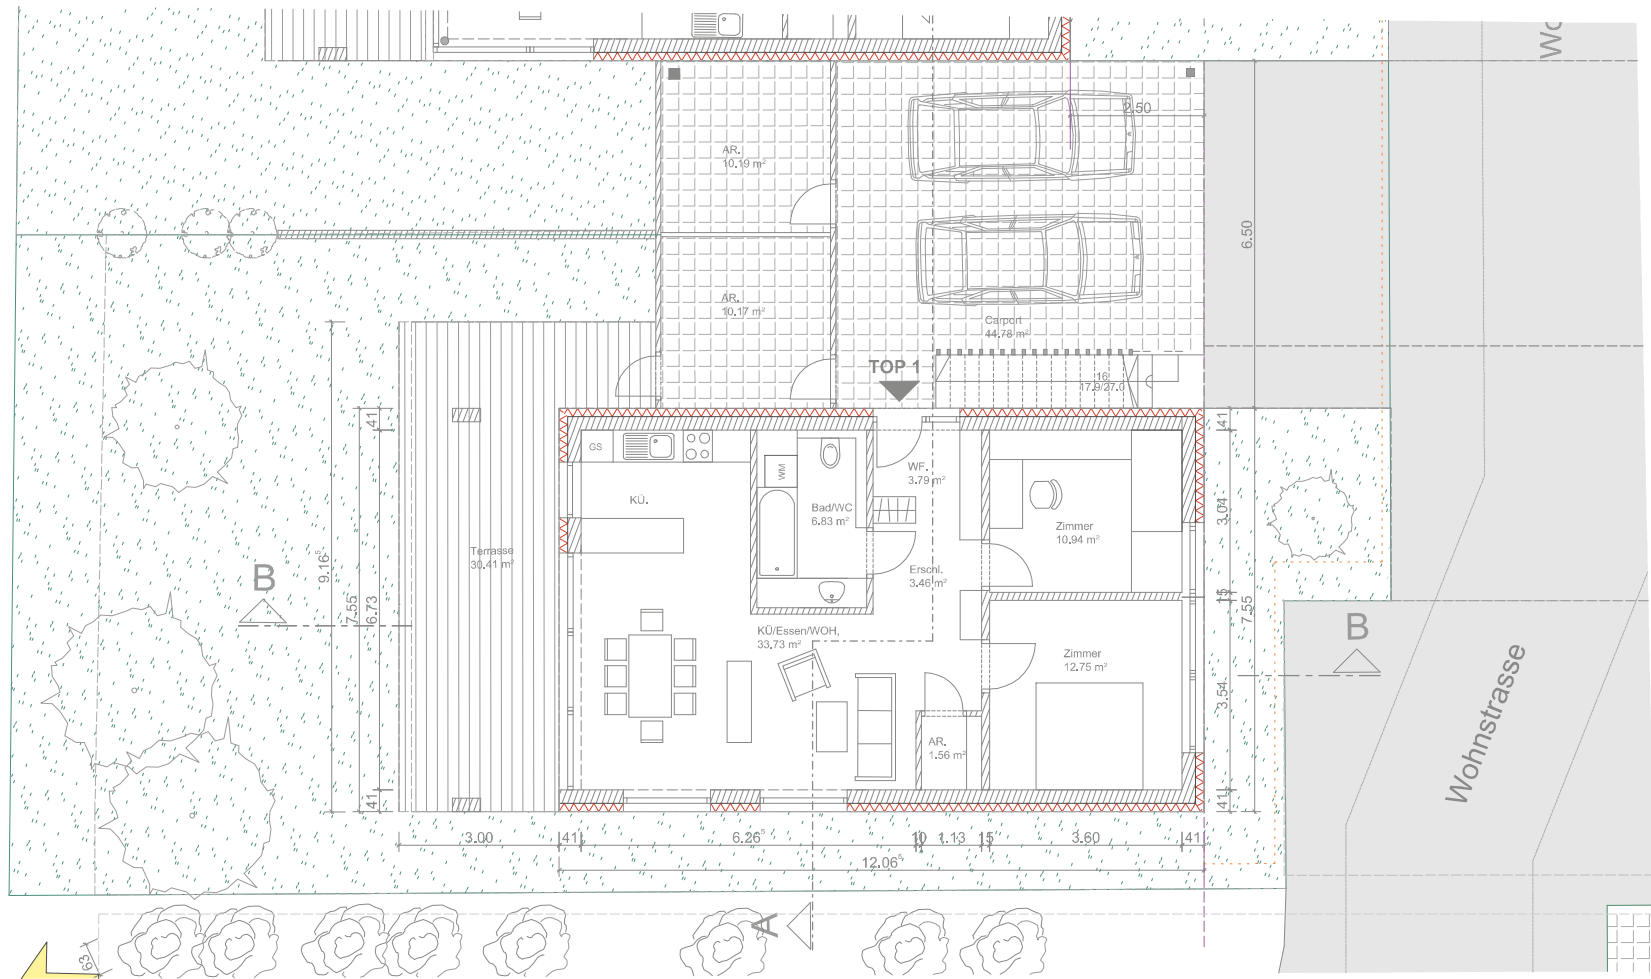 Wo
2.50
AR.
10.19 m²
6.50
AR.
10.17 m²
Carport
44.78 m²
TOP 1
16
17.9/27.0
41
41
GS
WM
KÜ.
WF.
3.79 m²
Bad/WC
6.83 m²
Zimmer
10.94 m²
3.04
Terrasse
30.41 m²
Erschl.
3.46 m²
9.16⁵
7.55
6.73
B
15
7.55
B
KÜ/Essen/WOH.
33.73 m²
Zimmer
12.75 m²
3.54
Wohnstrasse
AR.
1.56 m²
41
41
3.00
41
6.26⁵
10
1.13
15
3.60
41
12.06⁵
A
63